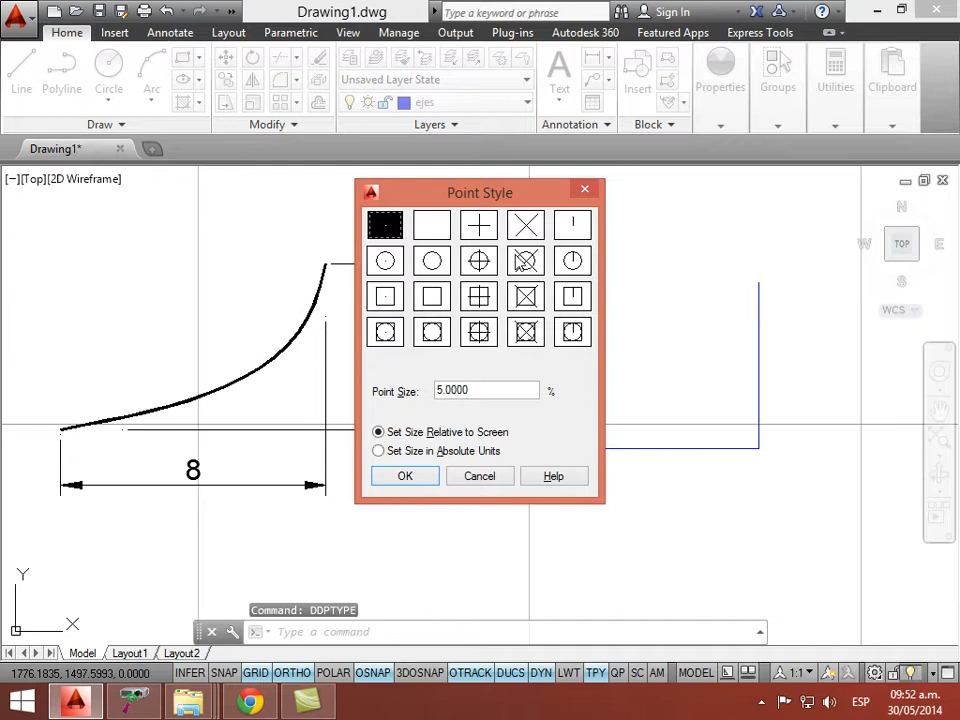 Drawing1.dwg
Type a keyword or phrase
Sign In
Home Insert Annotate Layout Parametric View Manage Output Plug-ins Autodesk 360 Featured Apps Express Tools
Unsaved Layer State
Line Polyline Circle Arc
ejes
A Text
Insert
Properties Groups Utilities Clipboard
Draw Modify Layers Annotation Block
Drawing1*
[−][Top][2D Wireframe]
Point Style
N
W TOP E
S
WCS
Point Size: 5.0000 %
Set Size Relative to Screen
Set Size in Absolute Units
8
OK Cancel Help
Y
X
Command: DDPTYPE
Type a command
Model Layout1 Layout2
1776.1835, 1497.5993, 0.0000 INFER SNAP GRID ORTHO POLAR OSNAP 3DOSNAP OTRACK DUCS DYN LWT TPY QP SC AM MODEL 1:1
ESP
09:52 a.m.
30/05/2014